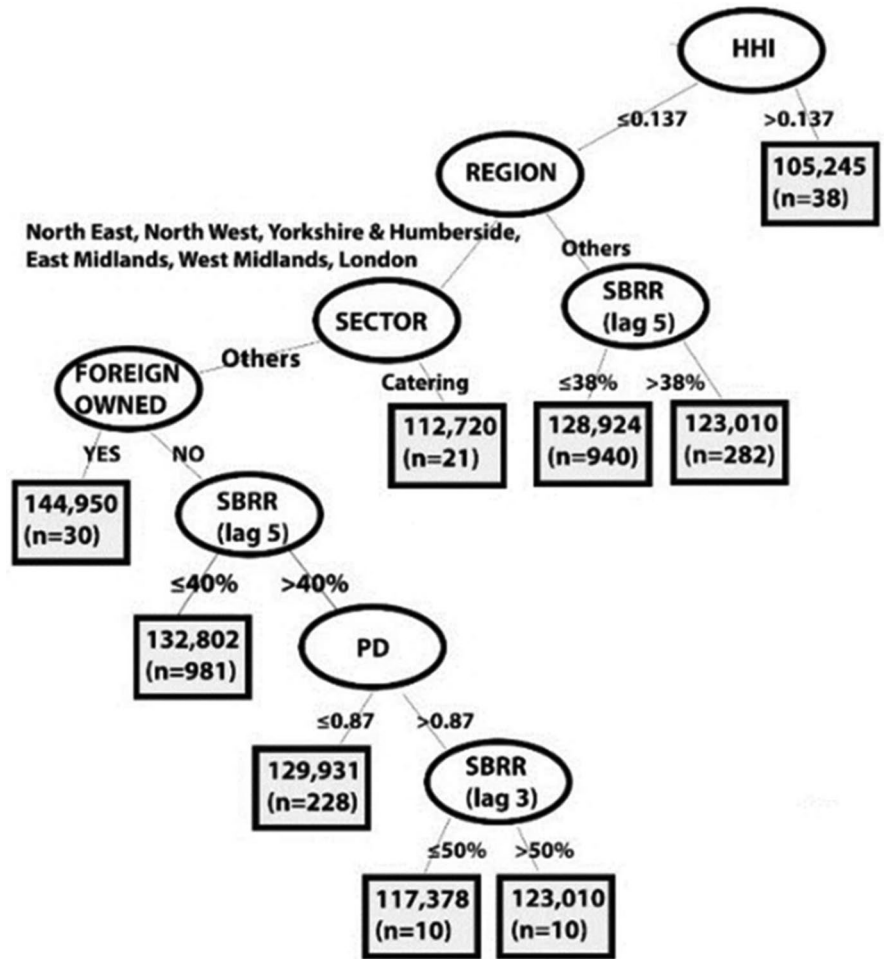 HHI
≤0.137
>0.137
REGION
105,245
(n=38)
North East, North West, Yorkshire & Humberside,
East Midlands, West Midlands, London
Others
SECTOR
SBRR
(lag 5)
Others
Catering
≤38%
>38%
FOREIGN
OWNED
112,720
(n=21)
128,924
(n=940)
123,010
(n=282)
YES
NO
144,950
(n=30)
SBRR
(lag 5)
≤40%
>40%
132,802
(n=981)
PD
≤0.87
>0.87
129,931
(n=228)
SBRR
(lag 3)
≤50%
>50%
117,378
(n=10)
123,010
(n=10)